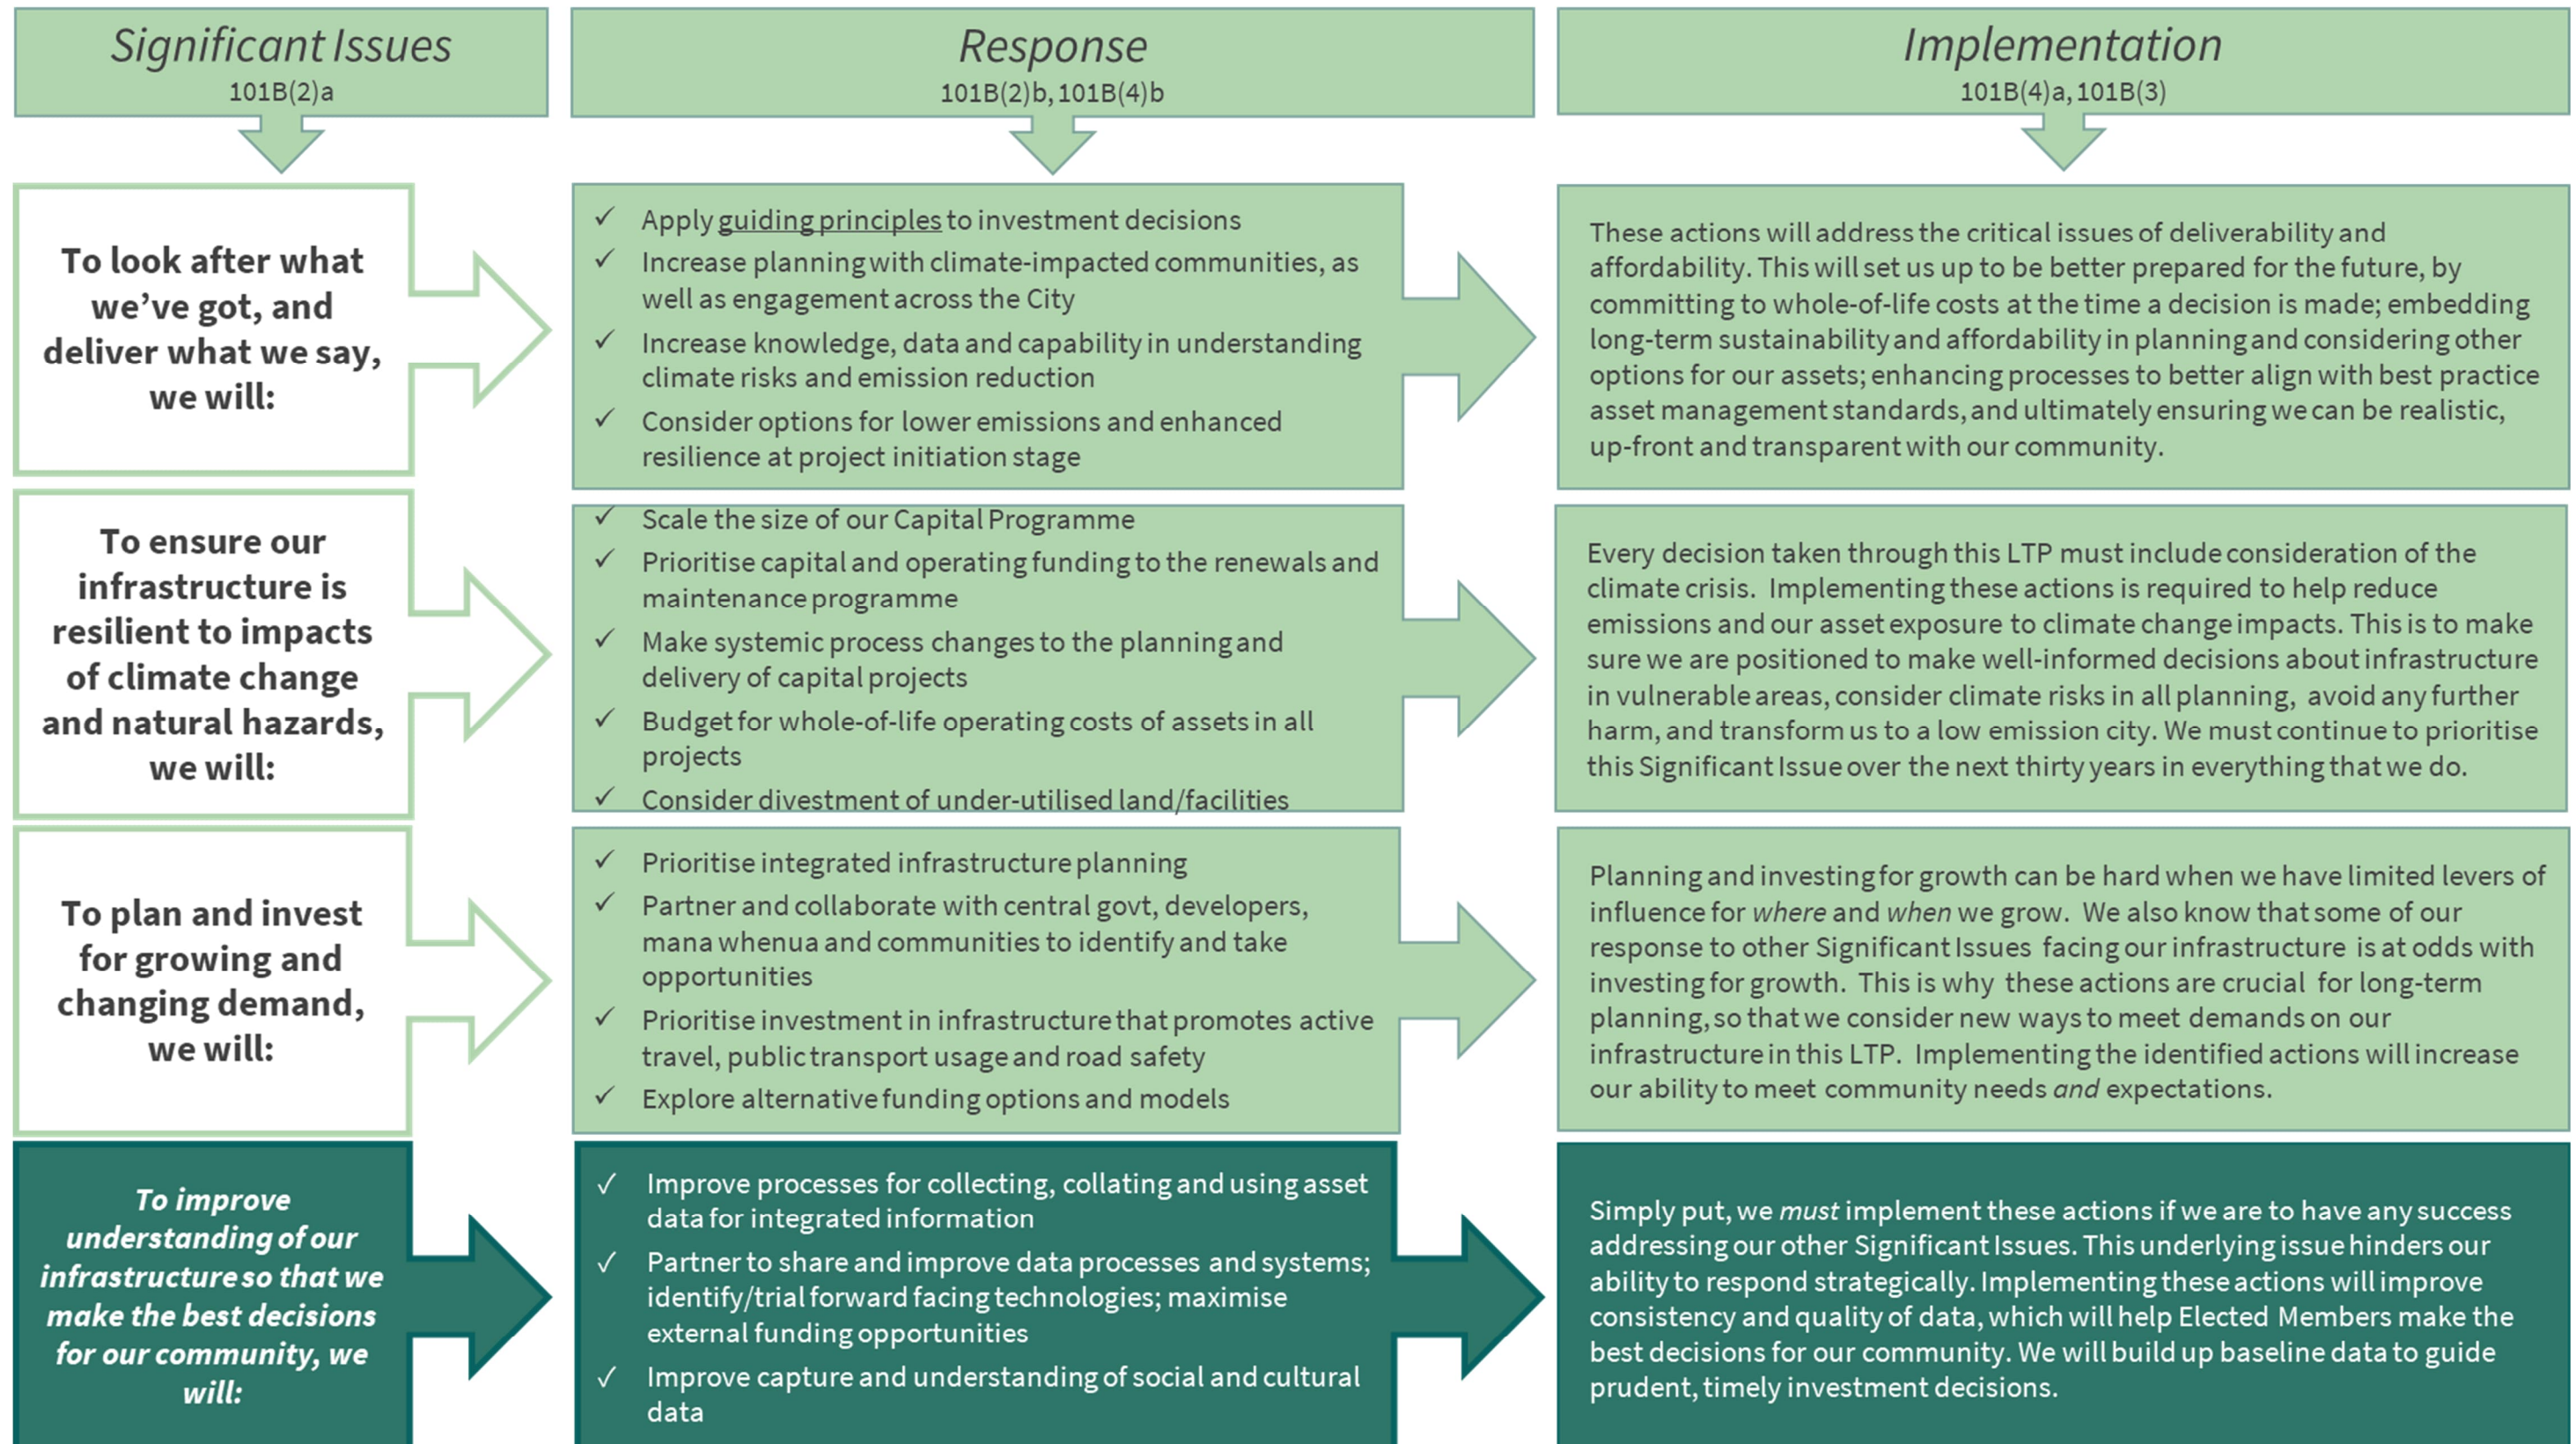 Significant Issues
101B(2)a
Response
101B(2)b, 101B(4)b
Implementation
101B(4)a, 101B(3)
To look after what
we’ve got, and
deliver what we say,
we will:
✓ Apply guiding principles to investment decisions
✓ Increase planning with climate-impacted communities, as
well as engagement across the City
✓ Increase knowledge, data and capability in understanding
climate risks and emission reduction
✓ Consider options for lower emissions and enhanced
resilience at project initiation stage
These actions will address the critical issues of deliverability and
affordability. This will set us up to be better prepared for the future, by
committing to whole-of-life costs at the time a decision is made; embedding
long-term sustainability and affordability in planning and considering other
options for our assets; enhancing processes to better align with best practice
asset management standards, and ultimately ensuring we can be realistic,
up-front and transparent with our community.
To ensure our
infrastructure is
resilient to impacts
of climate change
and natural hazards,
we will:
✓ Scale the size of our Capital Programme
✓ Prioritise capital and operating funding to the renewals and
maintenance programme
✓ Make systemic process changes to the planning and
delivery of capital projects
✓ Budget for whole-of-life operating costs of assets in all
projects
✓ Consider divestment of under-utilised land/facilities
Every decision taken through this LTP must include consideration of the
climate crisis. Implementing these actions is required to help reduce
emissions and our asset exposure to climate change impacts. This is to make
sure we are positioned to make well-informed decisions about infrastructure
in vulnerable areas, consider climate risks in all planning, avoid any further
harm, and transform us to a low emission city. We must continue to prioritise
this Significant Issue over the next thirty years in everything that we do.
To plan and invest
for growing and
changing demand,
we will:
✓ Prioritise integrated infrastructure planning
✓ Partner and collaborate with central govt, developers,
mana whenua and communities to identify and take
opportunities
✓ Prioritise investment in infrastructure that promotes active
travel, public transport usage and road safety
✓ Explore alternative funding options and models
Planning and investing for growth can be hard when we have limited levers of
influence for where and when we grow. We also know that some of our
response to other Significant Issues facing our infrastructure is at odds with
investing for growth. This is why these actions are crucial for long-term
planning, so that we consider new ways to meet demands on our
infrastructure in this LTP. Implementing the identified actions will increase
our ability to meet community needs and expectations.
To improve
understanding of our
infrastructure so that we
make the best decisions
for our community, we
will:
✓ Improve processes for collecting, collating and using asset
data for integrated information
✓ Partner to share and improve data processes and systems;
identify/trial forward facing technologies; maximise
external funding opportunities
✓ Improve capture and understanding of social and cultural
data
Simply put, we must implement these actions if we are to have any success
addressing our other Significant Issues. This underlying issue hinders our
ability to respond strategically. Implementing these actions will improve
consistency and quality of data, which will help Elected Members make the
best decisions for our community. We will build up baseline data to guide
prudent, timely investment decisions.